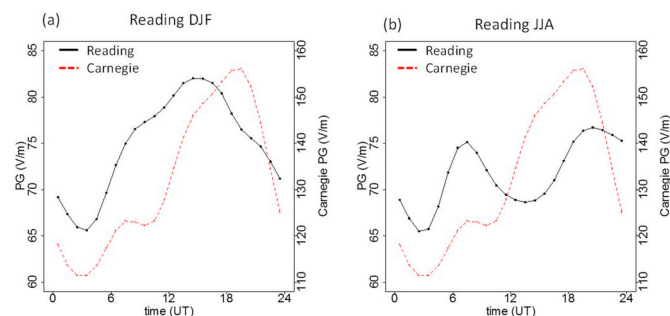 (a) Reading DJF
Reading
Carnegie
PG (V/m)
85
80
75
70
65
60
Carnegie PG (V/m)
160
150
140
130
120
110
0 6 12 18 24
time (UT)
(b) Reading JJA
Reading
Carnegie
PG (V/m)
85
80
75
70
65
60
Carnegie PG (V/m)
160
150
140
130
120
110
0 6 12 18 24
time (UT)